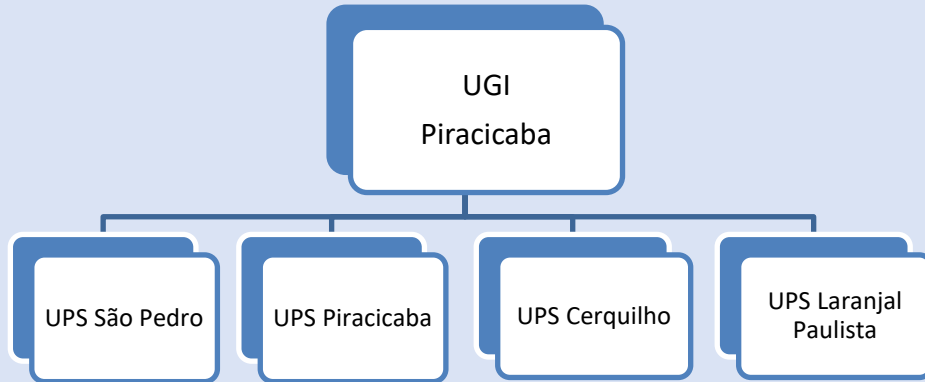 UGI
Piracicaba
UPS São Pedro
UPS Piracicaba
UPS Cerquilho
UPS Laranjal
Paulista